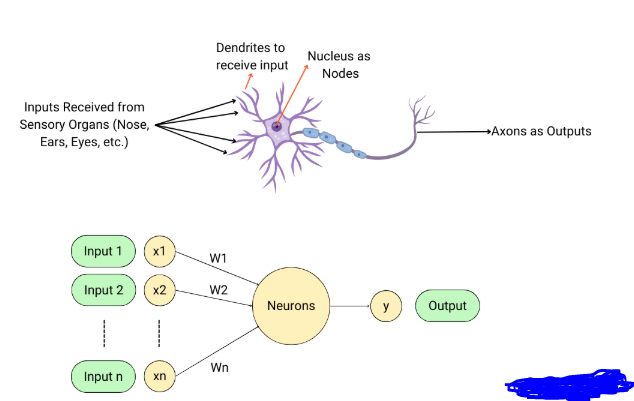 Dendrites to
receive input
Nucleus as
Nodes
Inputs Received from
Sensory Organs (Nose,
Ears, Eyes, etc.)
Axons as Outputs
Input 1
x1
W1
Input 2
x2
W2
Neurons
y
Output
Input n
xn
Wn